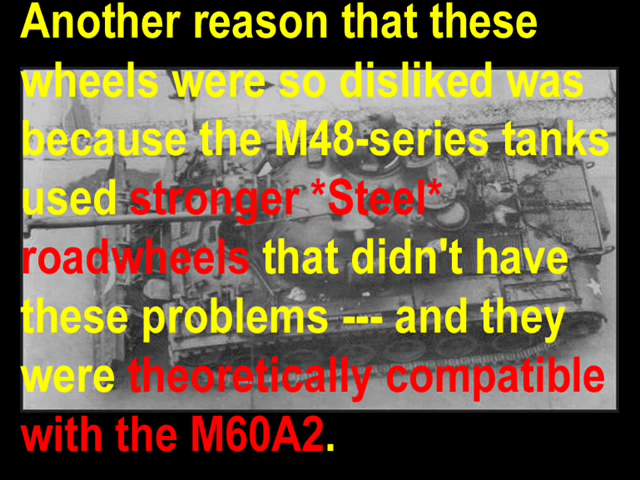 Another reason that these
wheels were so disliked was
because the M48-series tanks
used stronger *Steel*
roadwheels that didn't have
these problems --- and they
were theoretically compatible
with the M60A2.